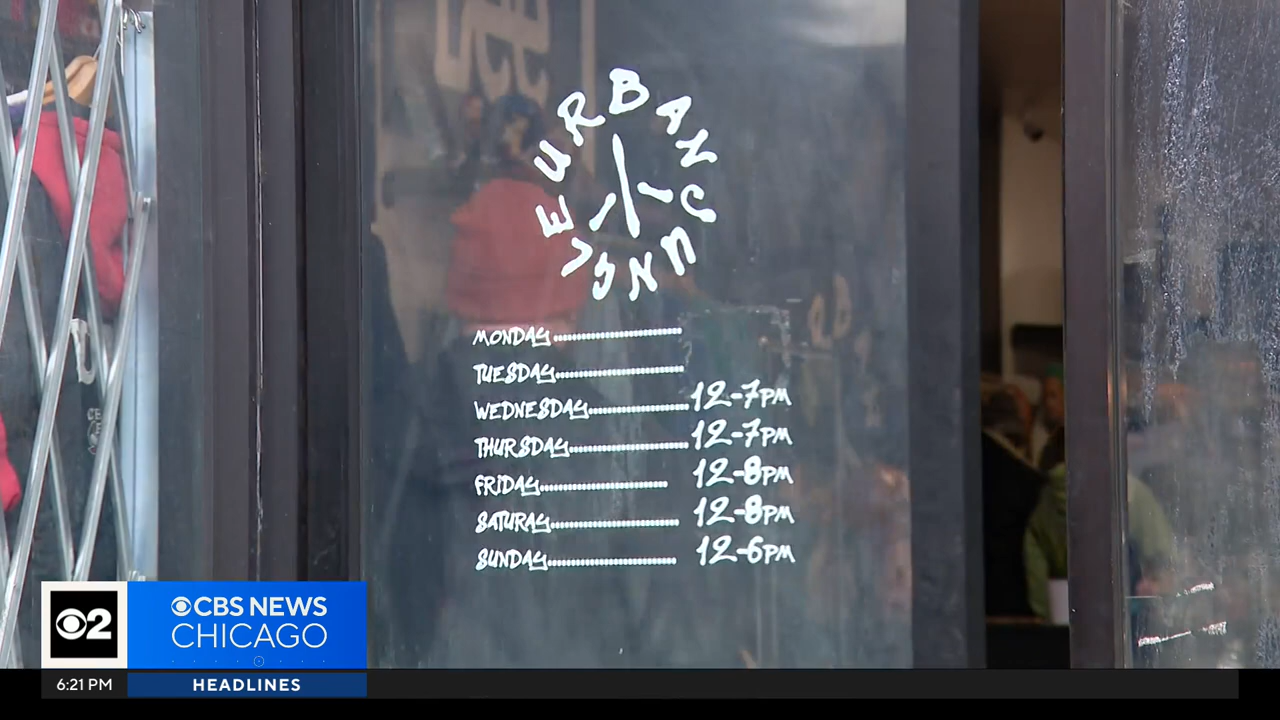 URBAN JUNGLE
MONDAY..............................
TUESDAY..............................
WEDNESDAY.......................12-7PM
THURSDAY...........................12-7PM
FRIDAY.............................. 12-8PM
SATURAY............................ 12-8PM
SUNDAY.............................. 12-6PM
2
CBS NEWS
CHICAGO
6:21 PM
HEADLINES